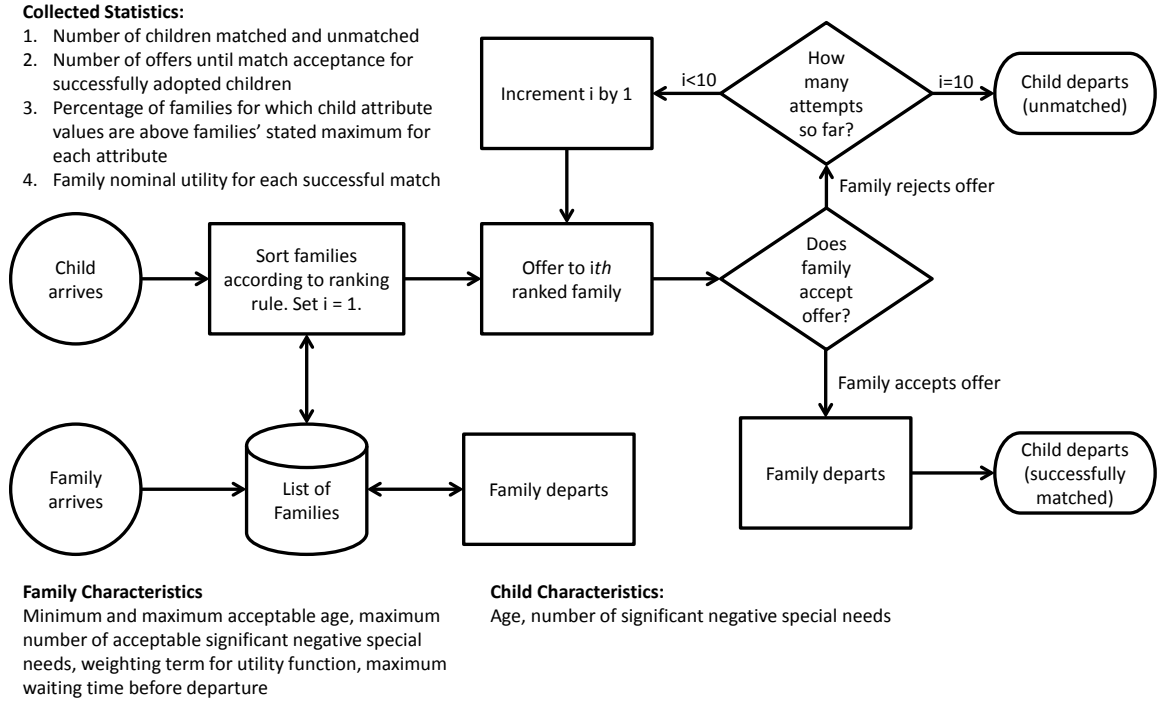 Collected Statistics:
1. Number of children matched and unmatched
2. Number of offers until match acceptance for
successfully adopted children
3. Percentage of families for which child attribute
values are above families' stated maximum for
each attribute
4. Family nominal utility for each successful match
Increment i by 1
i<10
How
many
attempts
so far?
i=10
Child departs
(unmatched)
Family rejects offer
Child
arrives
Sort families
according to ranking
rule. Set i = 1.
Offer to ith
ranked family
Does
family
accept
offer?
Family accepts offer
Family
arrives
List of
Families
Family departs
Family departs
Child departs
(successfully
matched)
Family Characteristics
Minimum and maximum acceptable age, maximum
number of acceptable significant negative special
needs, weighting term for utility function, maximum
waiting time before departure
Child Characteristics:
Age, number of significant negative special needs